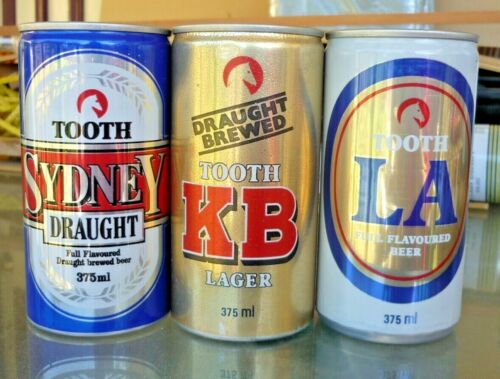 TOOTH
SYDNEY
DRAUGHT
Full Flavoured
Draught brewed beer
375ml
DRAUGHT
BREWED
TOOTH
KB
LAGER
375 ml
TOOTH
LA
FULL FLAVOURED
BEER
375 ml